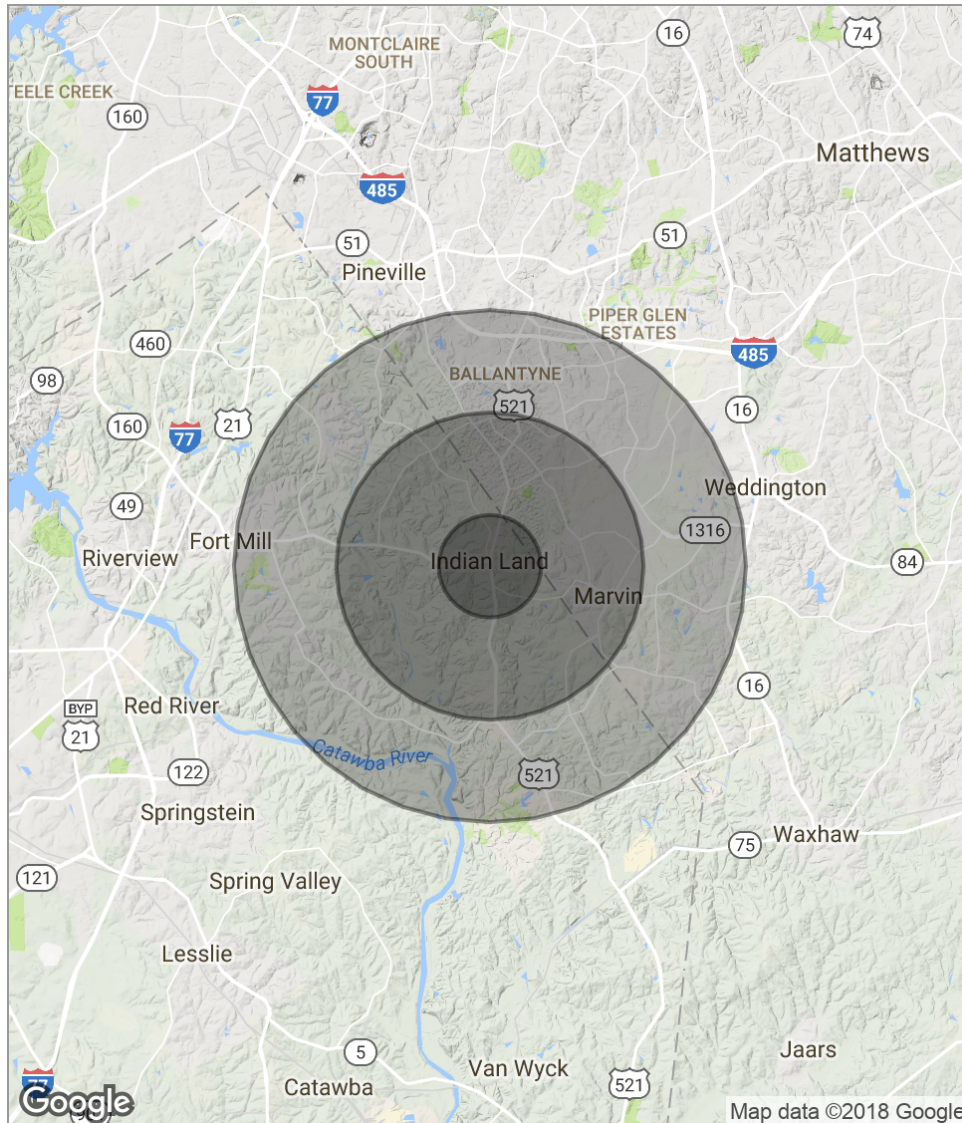 16
74
MONTCLAIRE
SOUTH
TEELE CREEK
77
160
Matthews
485
51
51
Pineville
PIPER GLEN
ESTATES
460
485
BALLANTYNE
98
521
16
160
21
77
Weddington
49
1316
Fort Mill
Riverview
Indian Land
84
Marvin
16
Red River
BYP
21
Catawba River
122
521
Springstein
Waxhaw
75
121
Spring Valley
Lesslie
5
Jaars
Van Wyck
77
Catawba
521
Google
Map data ©2018 Google